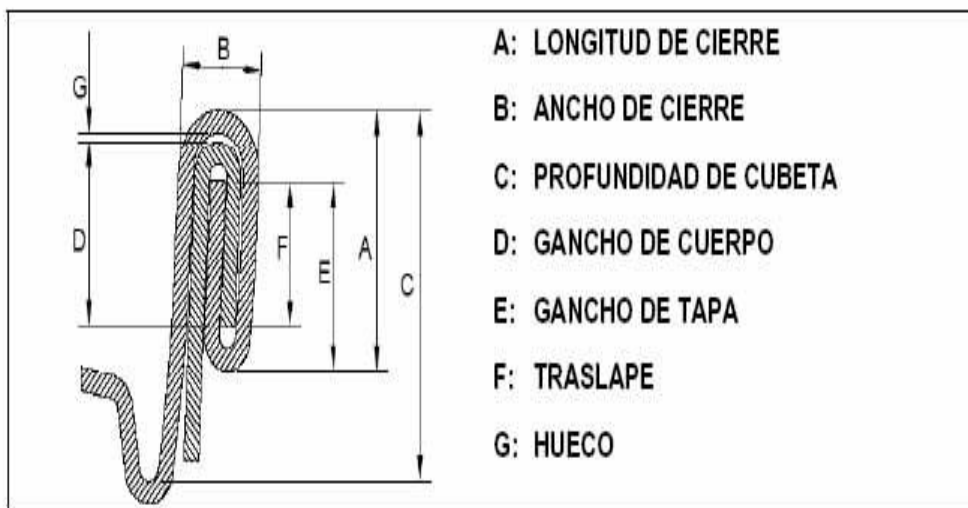 A: LONGITUD DE CIERRE
B: ANCHO DE CIERRE
C: PROFUNDIDAD DE CUBETA
D: GANCHO DE CUERPO
E: GANCHO DE TAPA
F: TRASLAPE
G: HUECO
B
G
D
F
E
A
C